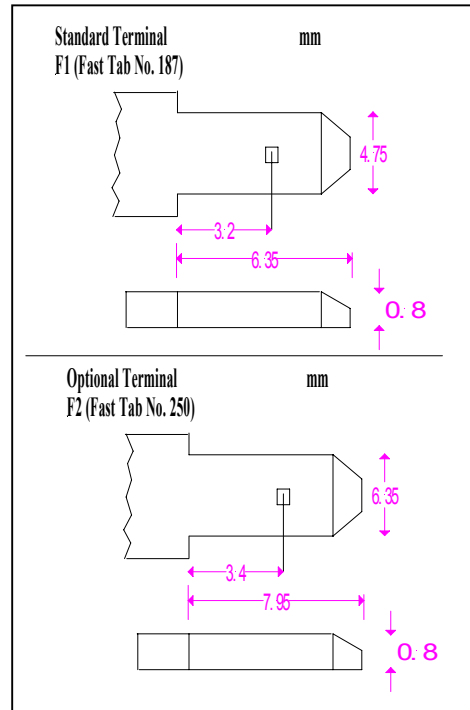 Standard Terminal mm
F1 (Fast Tab No. 187)
4.75
3.2
6.35
0.8
Optional Terminal mm
F2 (Fast Tab No. 250)
6.35
3.4
7.95
0.8